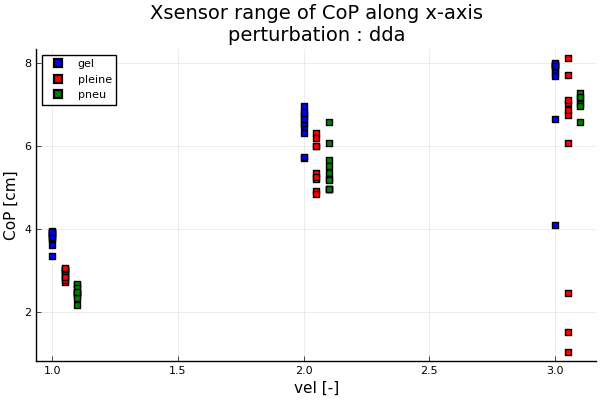 Xsensor range of CoP along x-axis
perturbation : dda
gel
pleine
pneu
CoP [cm]
8
6
4
2
1.0
1.5
2.0
2.5
3.0
vel [-]